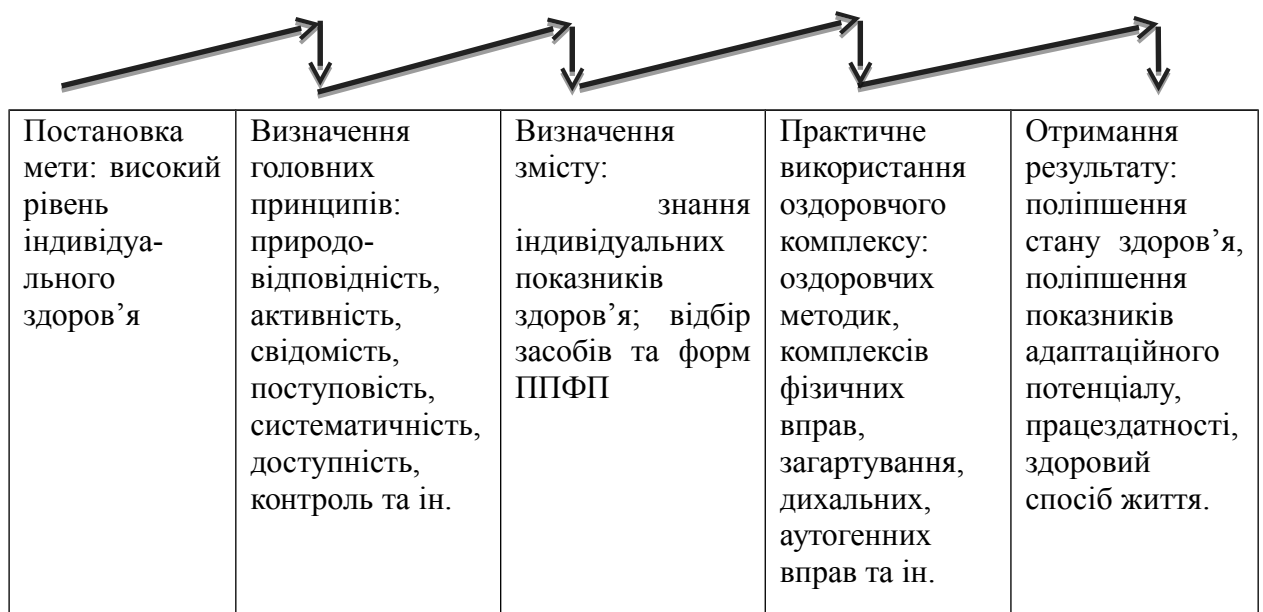 Постановка
мети: високий
рівень
індивідуа-
льного
здоров’я
Визначення
головних
принципів:
природо-
відповідність,
активність,
свідомість,
поступовість,
систематичність,
доступність,
контроль та ін.
Визначення
змісту:
знання
індивідуальних
показників
здоров’я; відбір
засобів та форм
ППФП
Практичне
використання
оздоровчого
комплексу:
оздоровчих
методик,
комплексів
фізичних
вправ,
загартування,
дихальних,
аутогенних
вправ та ін.
Отримання
результату:
поліпшення
стану здоров’я,
поліпшення
показників
адаптаційного
потенціалу,
працездатності,
здоровий
спосіб життя.